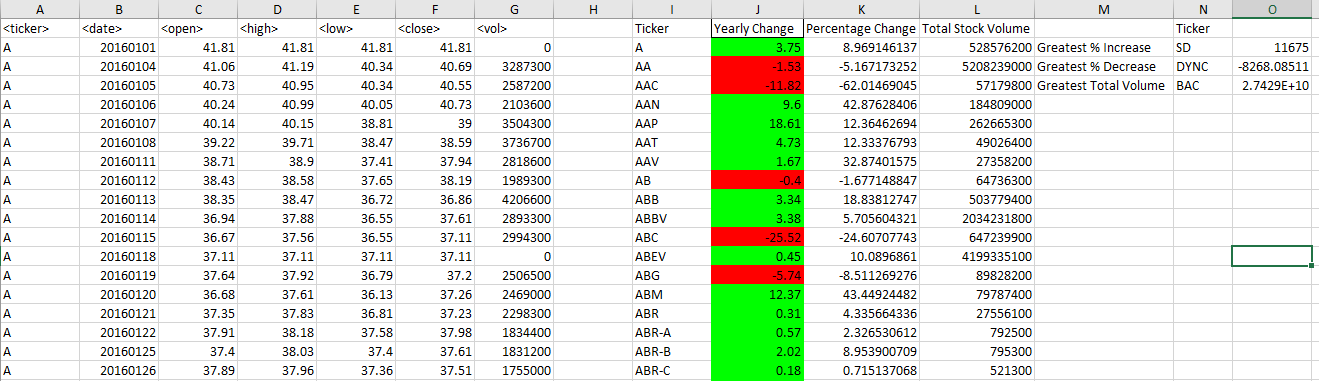 A B C D E F G H I J K L M N O
<ticker> <date> <open> <high> <low> <close> <vol> Ticker Yearly Change Percentage Change Total Stock Volume Ticker
A 20160101 41.81 41.81 41.81 41.81 0 A 3.75 8.969146137 528576200 Greatest % Increase SD 11675
A 20160104 41.06 41.19 40.34 40.69 3287300 AA -1.53 -5.167173252 5208239000 Greatest % Decrease DYNC -8268.08511
A 20160105 40.73 40.95 40.34 40.55 2587200 AAC -11.82 -62.01469045 57179800 Greatest Total Volume BAC 2.7429E+10
A 20160106 40.24 40.99 40.05 40.73 2103600 AAN 9.6 42.87628406 184809000
A 20160107 40.14 40.15 38.81 39 3504300 AAP 18.61 12.36462694 262665300
A 20160108 39.22 39.71 38.47 38.59 3736700 AAT 4.73 12.33376793 49026400
A 20160111 38.71 38.9 37.41 37.94 2818600 AAV 1.67 32.87401575 27358200
A 20160112 38.43 38.58 37.65 38.19 1989300 AB -0.4 -1.677148847 64736300
A 20160113 38.35 38.47 36.72 36.86 4206600 ABB 3.34 18.83812747 503779400
A 20160114 36.94 37.88 36.55 37.61 2893300 ABBV 3.38 5.705604321 2034231800
A 20160115 36.67 37.56 36.55 37.11 2994300 ABC -25.52 -24.60707743 647239900
A 20160118 37.11 37.11 37.11 37.11 0 ABEV 0.45 10.0896861 4199335100
A 20160119 37.64 37.92 36.79 37.2 2506500 ABG -5.74 -8.511269276 89828200
A 20160120 36.68 37.61 36.13 37.26 2469000 ABM 12.37 43.44924482 79787400
A 20160121 37.35 37.83 36.81 37.23 2298300 ABR 0.31 4.335664336 27556100
A 20160122 37.91 38.18 37.58 37.98 1834400 ABR-A 0.57 2.326530612 792500
A 20160125 37.4 38.03 37.4 37.61 1831200 ABR-B 2.02 8.953900709 795300
A 20160126 37.89 37.96 37.36 37.51 1755000 ABR-C 0.18 0.715137068 521300